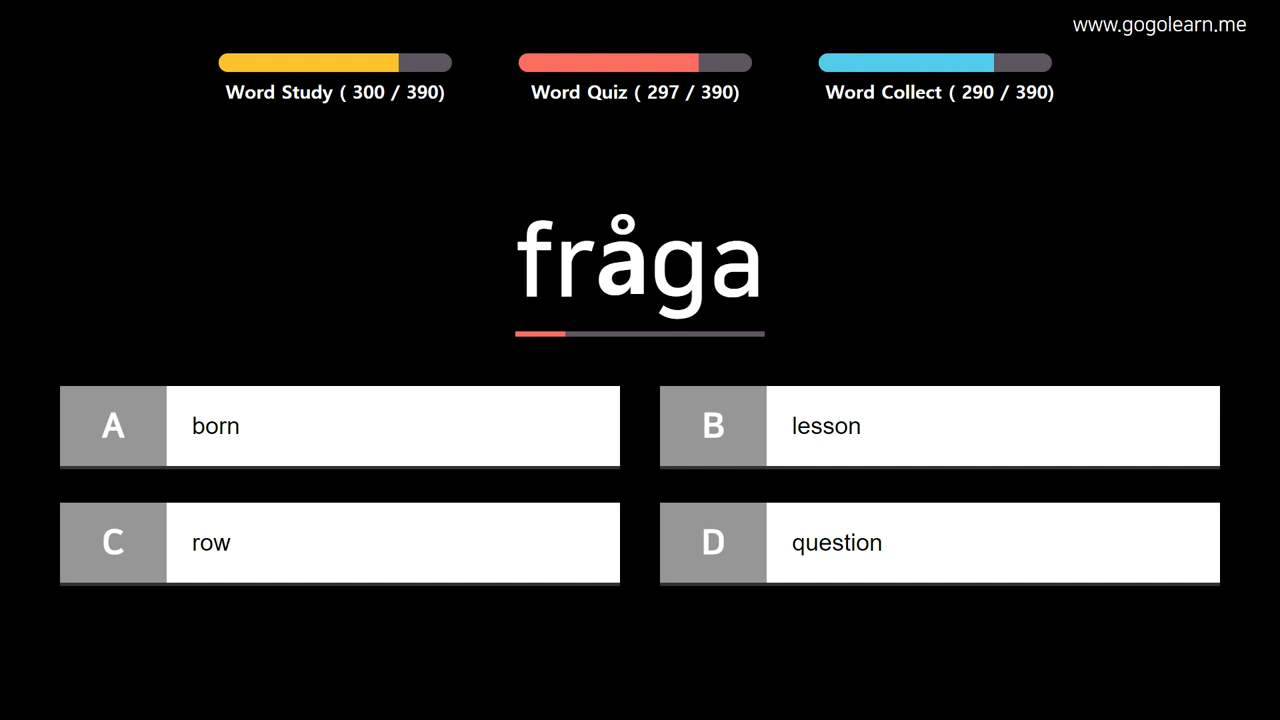 www.gogolearn.me
Word Study ( 300 / 390)
Word Quiz ( 297 / 390)
Word Collect ( 290 / 390)
fråga
A born
B lesson
C row
D question